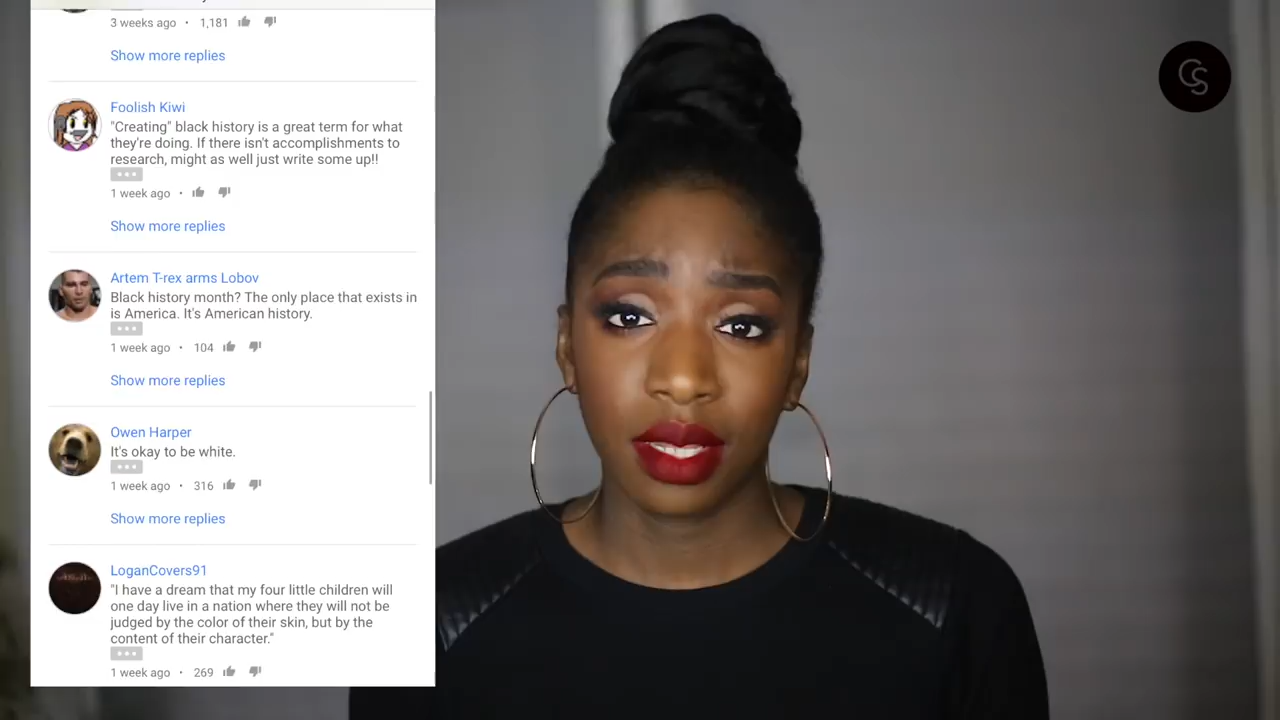 3 weeks ago • 1,181
Show more replies
Foolish Kiwi
"Creating" black history is a great term for what
they're doing. If there isn't accomplishments to
research, might as well just write some up!!
1 week ago •
Show more replies
Artem T-rex arms Lobov
Black history month? The only place that exists in
is America. It's American history.
1 week ago • 104
Show more replies
Owen Harper
It's okay to be white.
1 week ago • 316
Show more replies
LoganCovers91
"I have a dream that my four little children will
one day live in a nation where they will not be
judged by the color of their skin, but by the
content of their character."
1 week ago • 269
CS